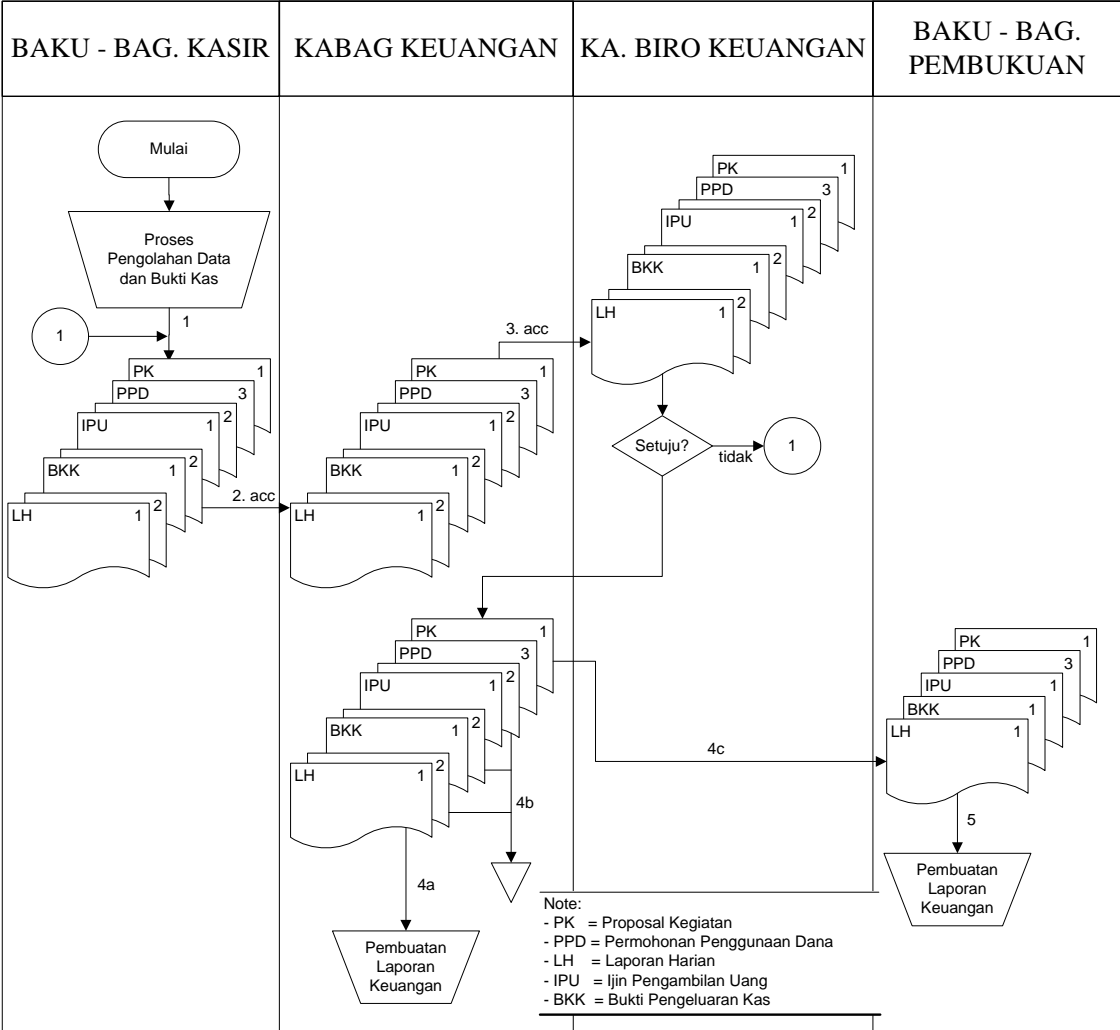 BAKU - BAG. KASIR
KABAG KEUANGAN
KA. BIRO KEUANGAN
BAKU - BAG.
PEMBUKUAN
Mulai
Proses
Pengolahan Data
dan Bukti Kas
1
1
PK 1
PPD 3
2
IPU 1
2
BKK 1
2
LH 1
2. acc
PK 1
PPD 3
2
IPU 1
2
BKK 1
2
LH 1
3. acc
PK 1
PPD 3
2
IPU 1
2
BKK 1
2
LH 1
Setuju?
tidak
1
PK 1
PPD 3
2
IPU 1
2
BKK 1
2
LH 1
4a
4b
4c
Pembuatan
Laporan
Keuangan
PK 1
PPD 3
IPU 1
BKK 1
LH 1
5
Pembuatan
Laporan
Keuangan
Note:
- PK = Proposal Kegiatan
- PPD = Permohonan Penggunaan Dana
- LH = Laporan Harian
- IPU = Ijin Pengambilan Uang
- BKK = Bukti Pengeluaran Kas